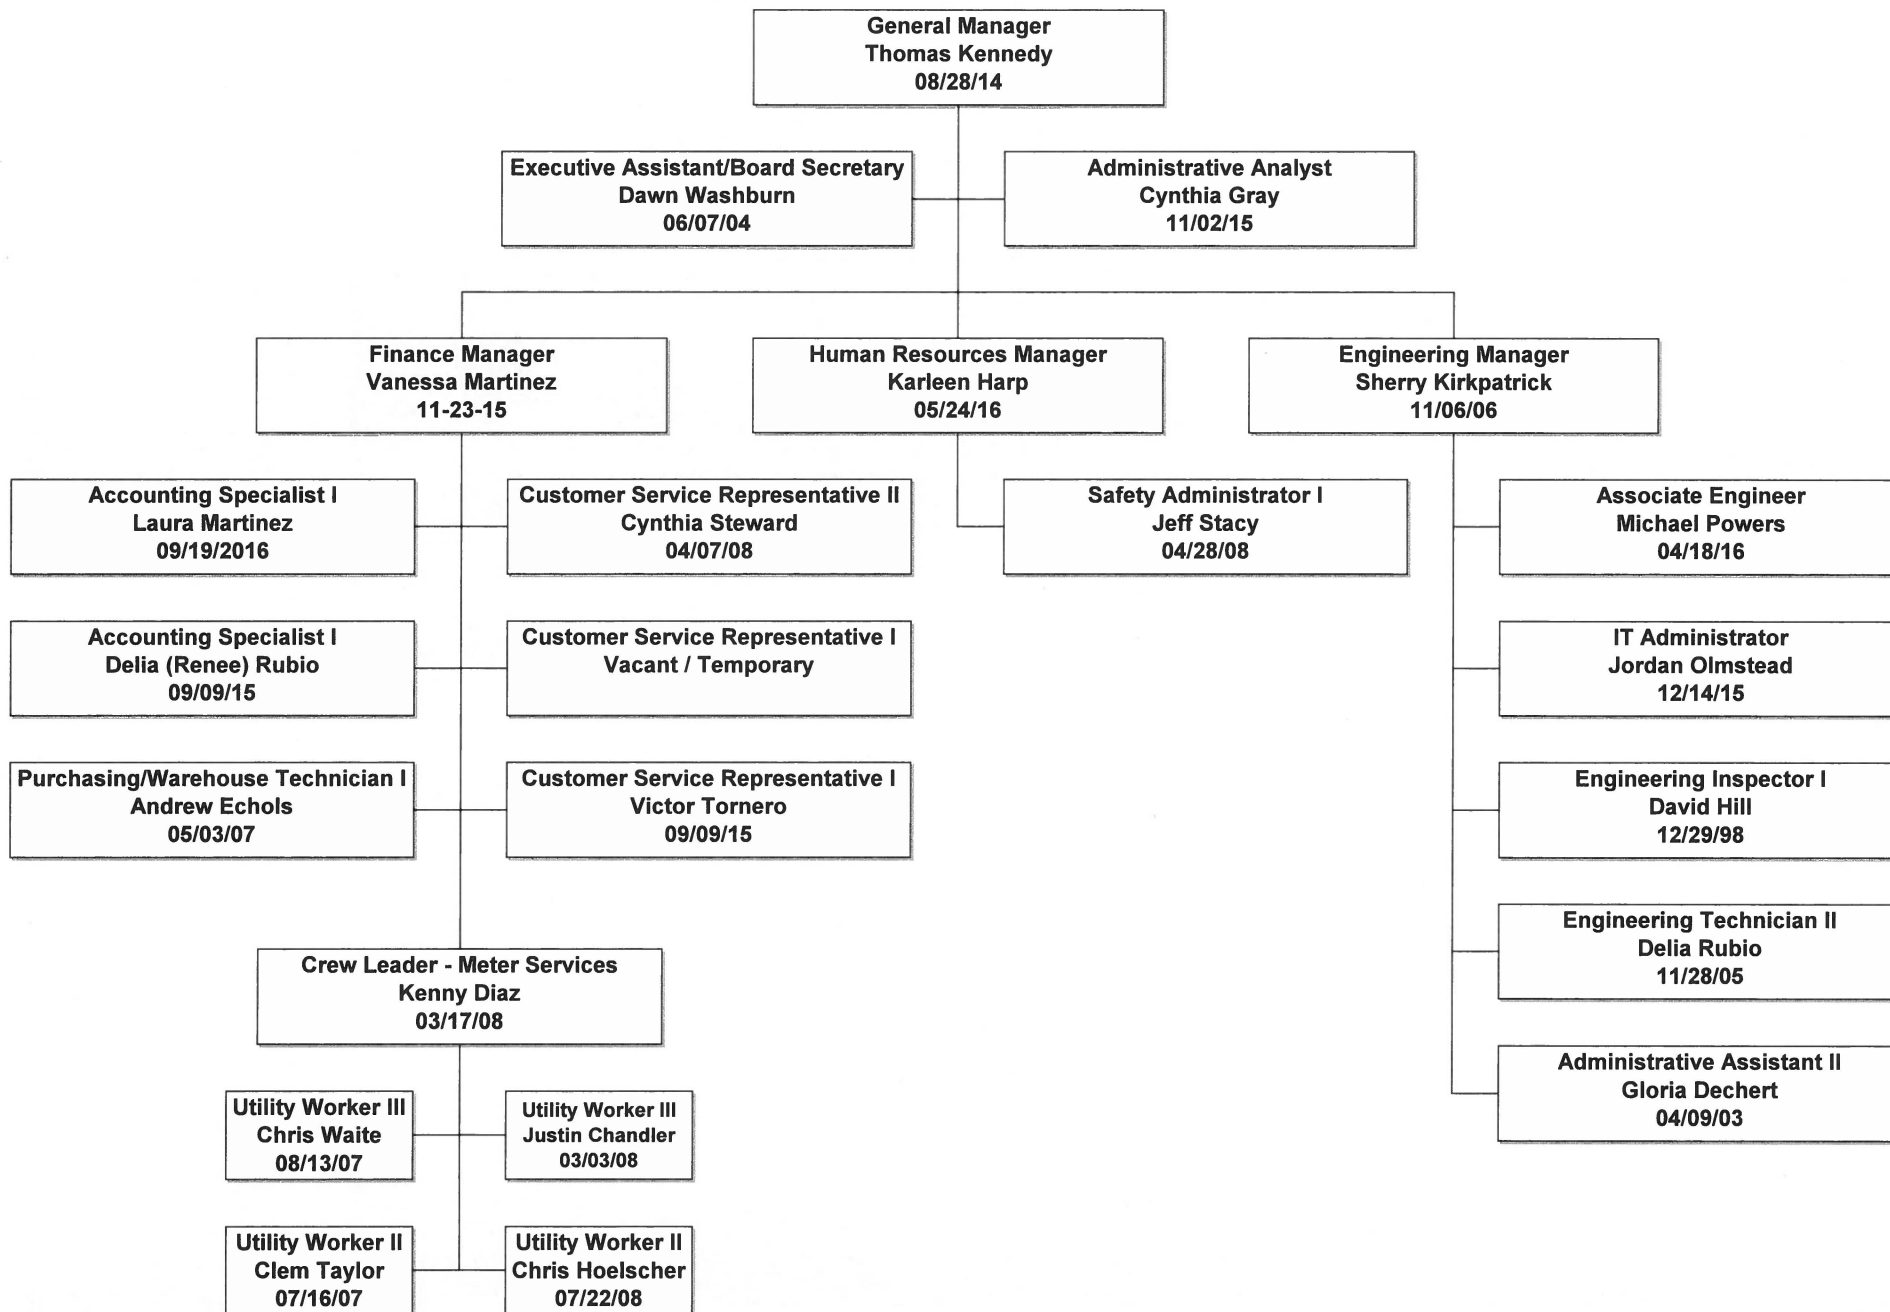 General Manager
Thomas Kennedy
08/28/14
Executive Assistant/Board Secretary
Dawn Washburn
06/07/04
Administrative Analyst
Cynthia Gray
11/02/15
Finance Manager
Vanessa Martinez
11-23-15
Human Resources Manager
Karleen Harp
05/24/16
Engineering Manager
Sherry Kirkpatrick
11/06/06
Accounting Specialist I
Laura Martinez
09/19/2016
Customer Service Representative II
Cynthia Steward
04/07/08
Safety Administrator I
Jeff Stacy
04/28/08
Associate Engineer
Michael Powers
04/18/16
Accounting Specialist I
Delia (Renee) Rubio
09/09/15
Customer Service Representative I
Vacant / Temporary
IT Administrator
Jordan Olmstead
12/14/15
Purchasing/Warehouse Technician I
Andrew Echols
05/03/07
Customer Service Representative I
Victor Tornero
09/09/15
Engineering Inspector I
David Hill
12/29/98
Engineering Technician II
Delia Rubio
11/28/05
Crew Leader - Meter Services
Kenny Diaz
03/17/08
Administrative Assistant II
Gloria Dechert
04/09/03
Utility Worker III
Chris Waite
08/13/07
Utility Worker III
Justin Chandler
03/03/08
Utility Worker II
Clem Taylor
07/16/07
Utility Worker II
Chris Hoelscher
07/22/08